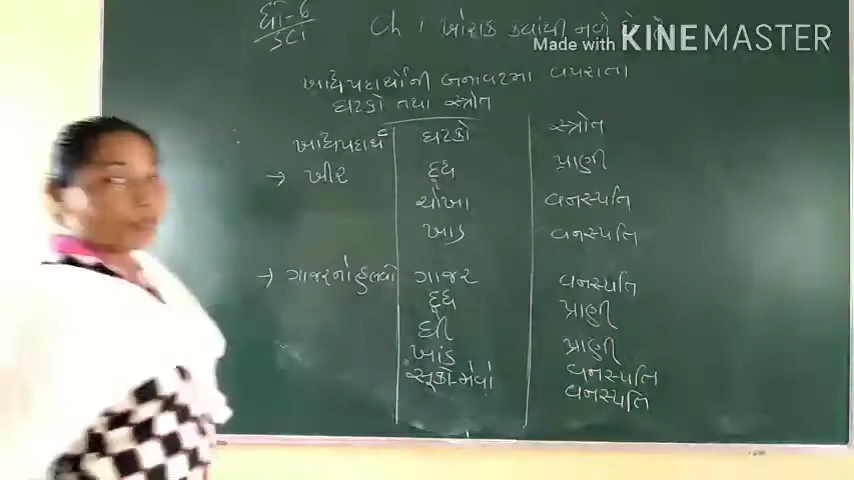 ધો-6
Ch 1 ખોરાક ક્યાંથી મળે છે
Made with KINEMASTER
ખાદ્યપદાર્થોની બનાવટમા વપરાતા
ઘટકો તથા સ્ત્રોત
ખાદ્યપદાર્થ ઘટકો સ્ત્રોત
→ ખીર દૂધ પ્રાણી
ચોખા વનસ્પતિ
ખાંડ વનસ્પતિ
→ ગાજરનો હલવો ગાજર વનસ્પતિ
દૂધ પ્રાણી
ઘી પ્રાણી
ખાંડ વનસ્પતિ
સૂકો-મેવો વનસ્પતિ